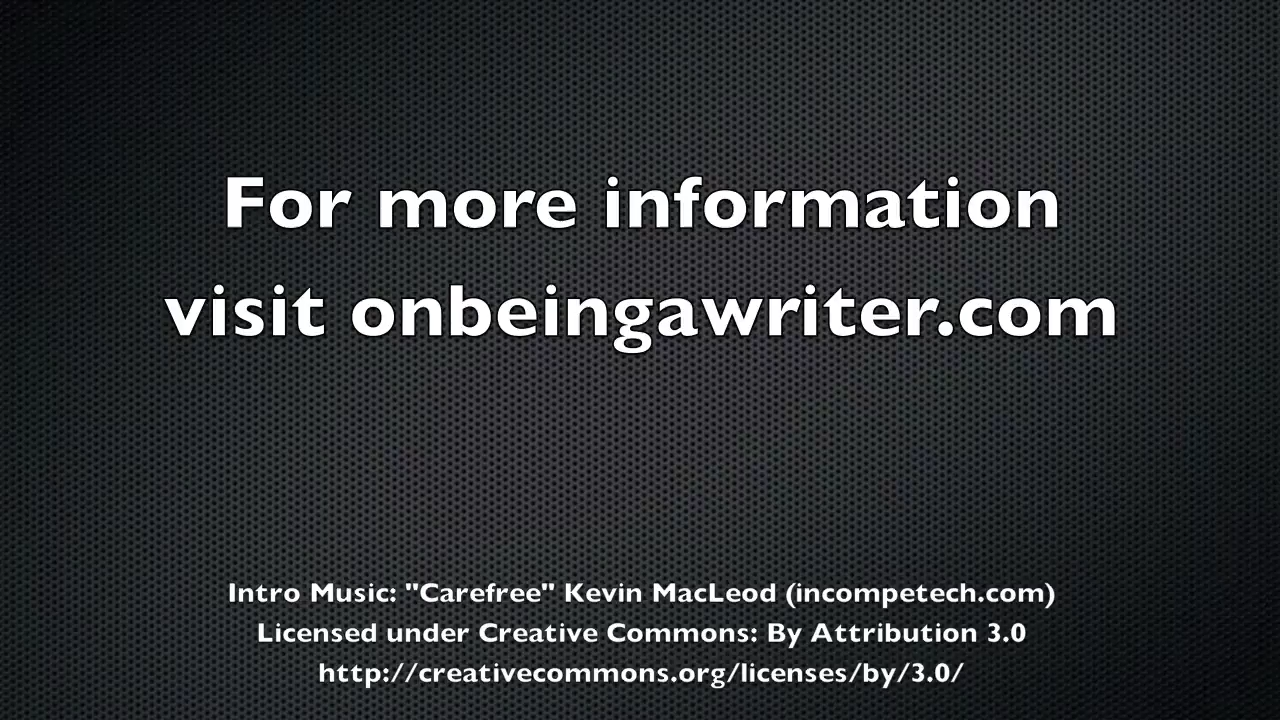 For more information
visit onbeingawriter.com
Intro Music: "Carefree" Kevin MacLeod (incompetech.com)
Licensed under Creative Commons: By Attribution 3.0
http://creativecommons.org/licenses/by/3.0/